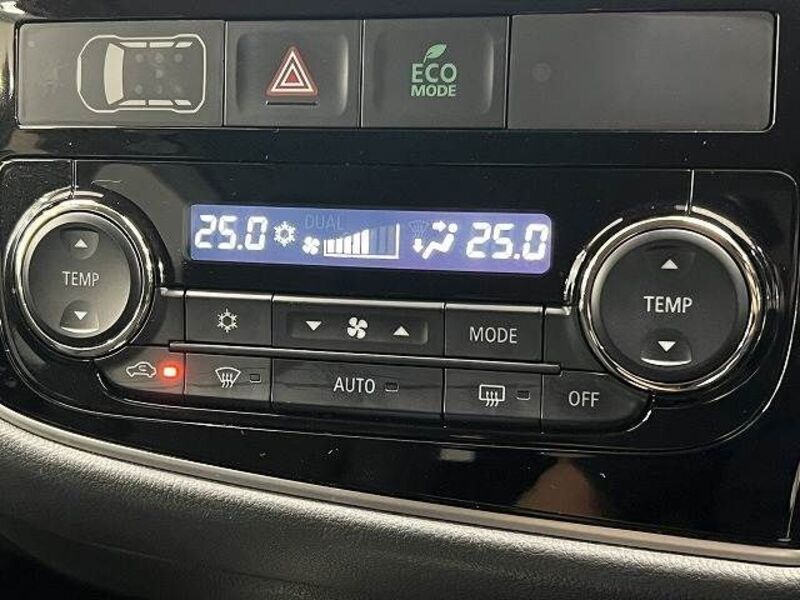 ECO
MODE
25.0 DUAL 25.0
TEMP
TEMP
MODE
AUTO
OFF